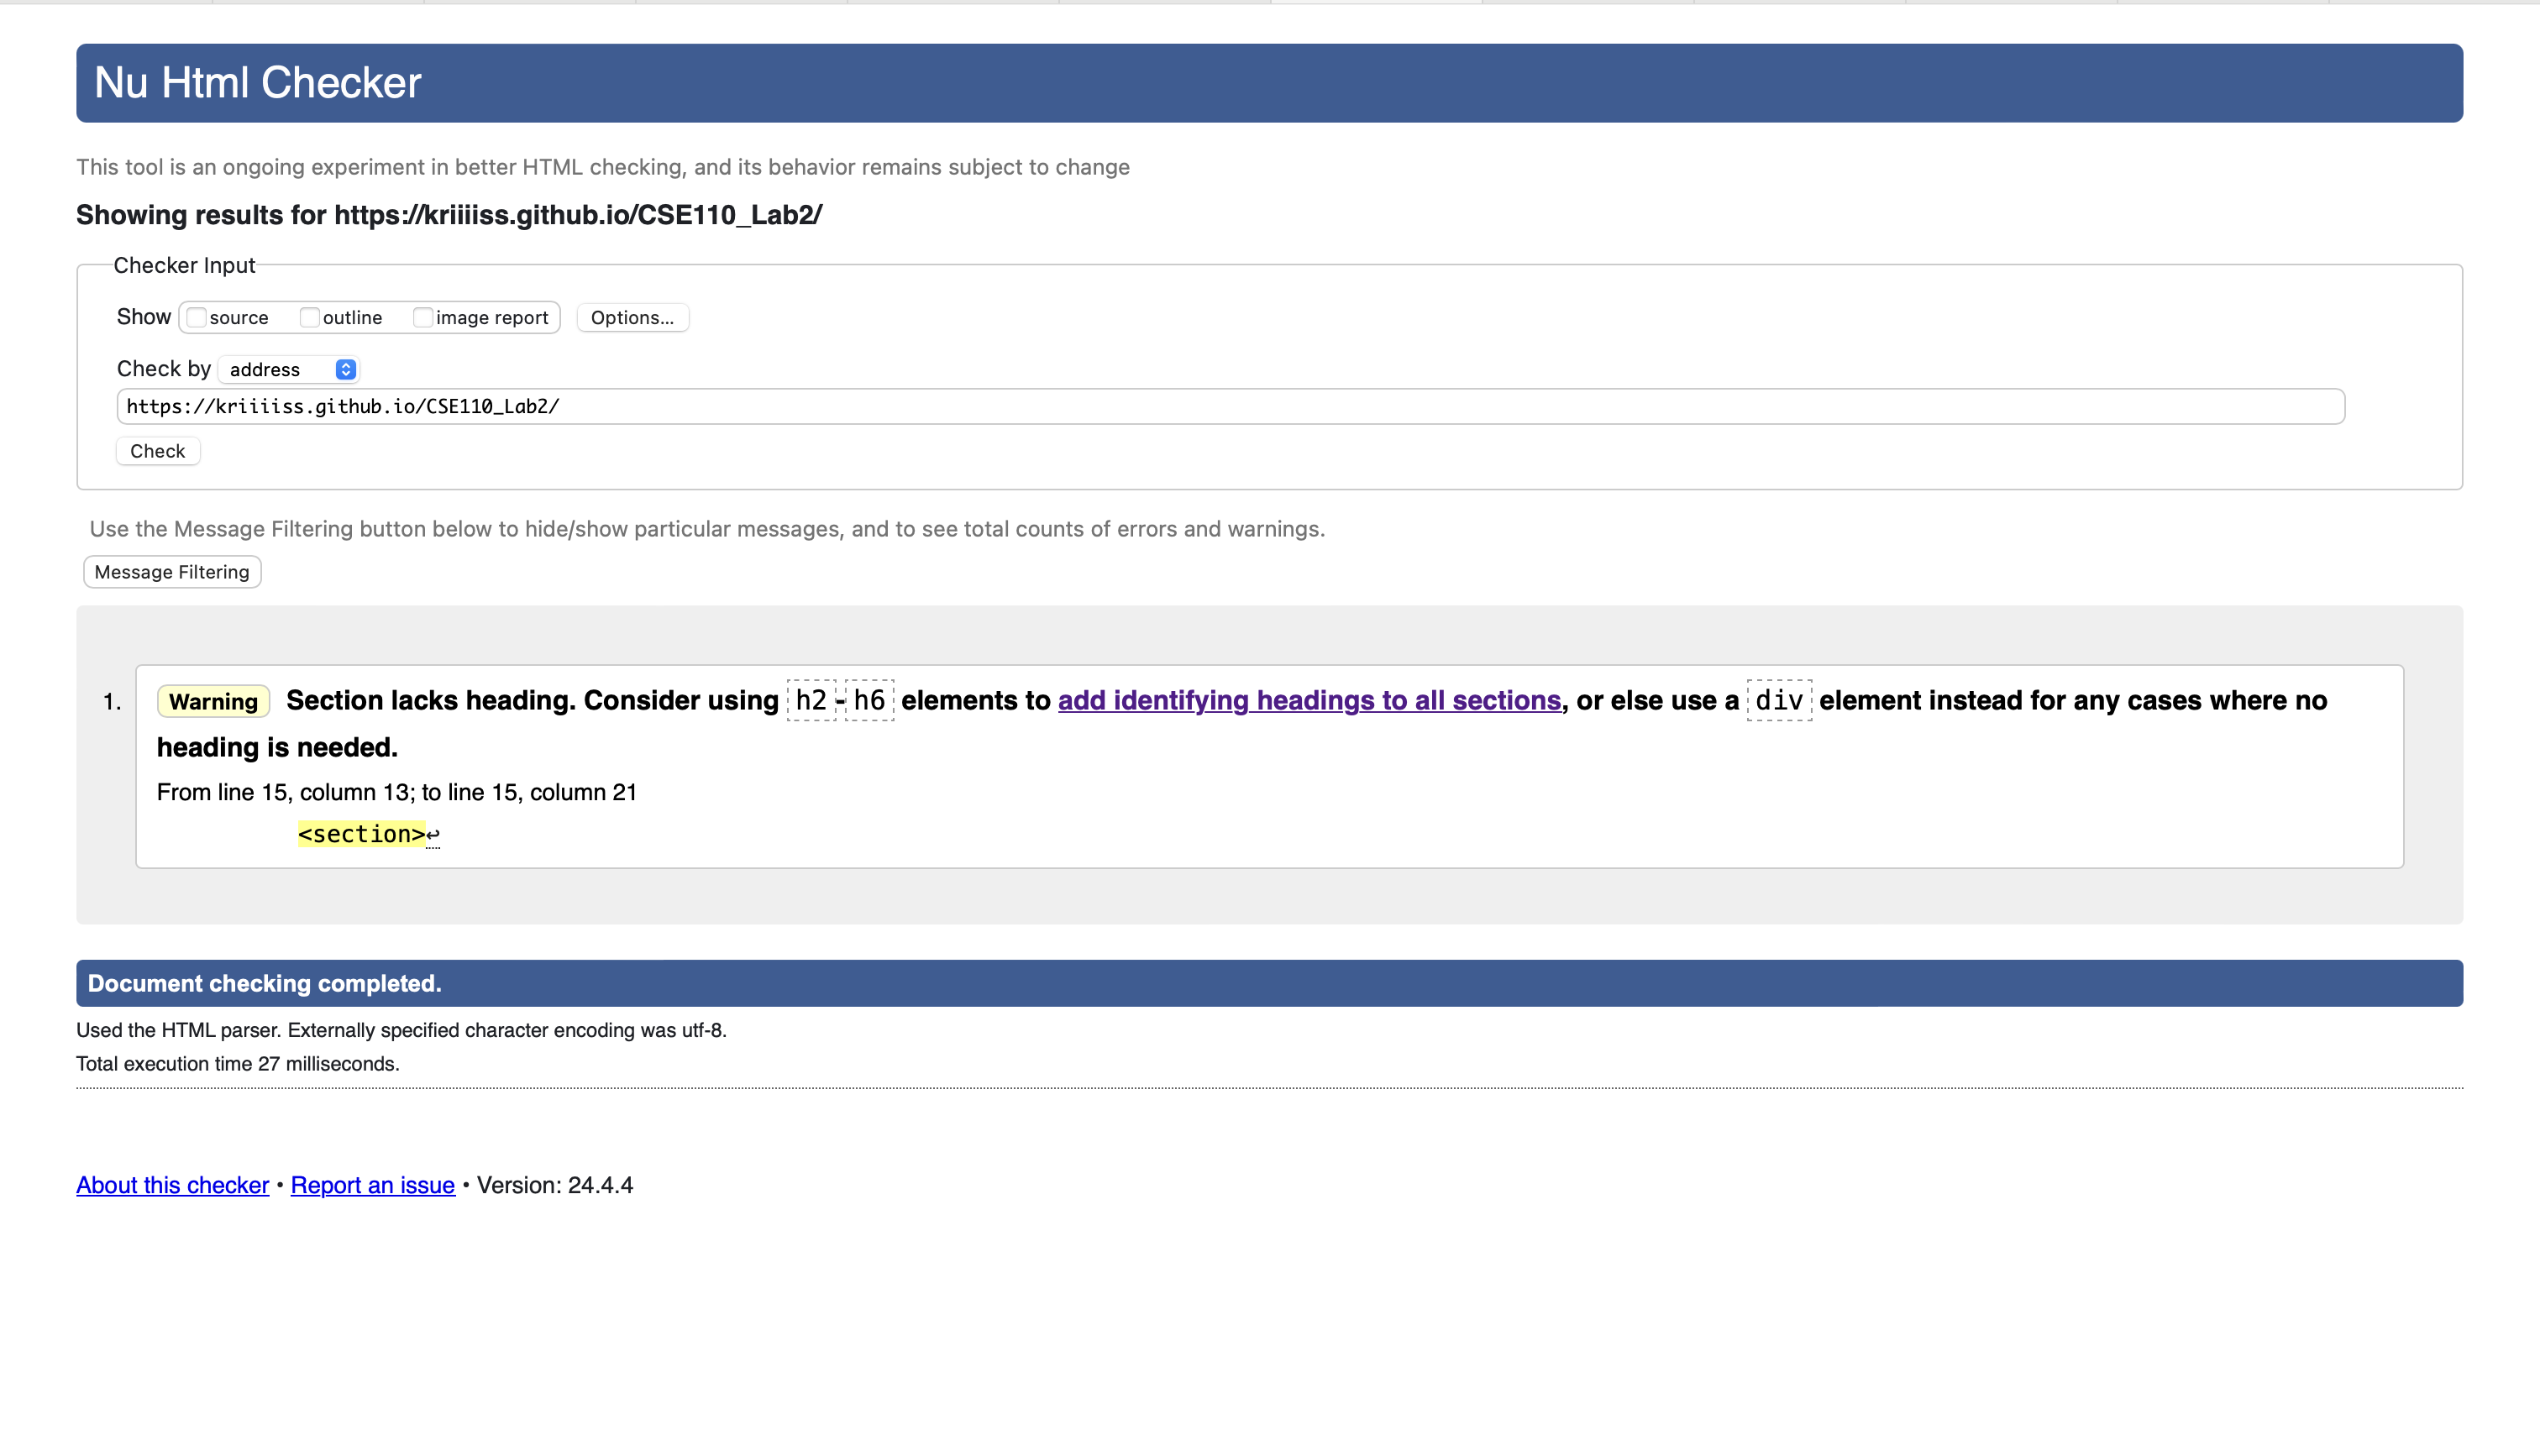 Nu Html Checker
This tool is an ongoing experiment in better HTML checking, and its behavior remains subject to change
Showing results for https://kriiiiss.github.io/CSE110_Lab2/
Checker Input
Show source outline image report Options...
Check by address
https://kriiiiss.github.io/CSE110_Lab2/
Check
Use the Message Filtering button below to hide/show particular messages, and to see total counts of errors and warnings.
Message Filtering
1. Warning Section lacks heading. Consider using h2-h6 elements to add identifying headings to all sections, or else use a div element instead for any cases where no
heading is needed.
From line 15, column 13; to line 15, column 21
<section>↩
Document checking completed.
Used the HTML parser. Externally specified character encoding was utf-8.
Total execution time 27 milliseconds.
About this checker • Report an issue • Version: 24.4.4